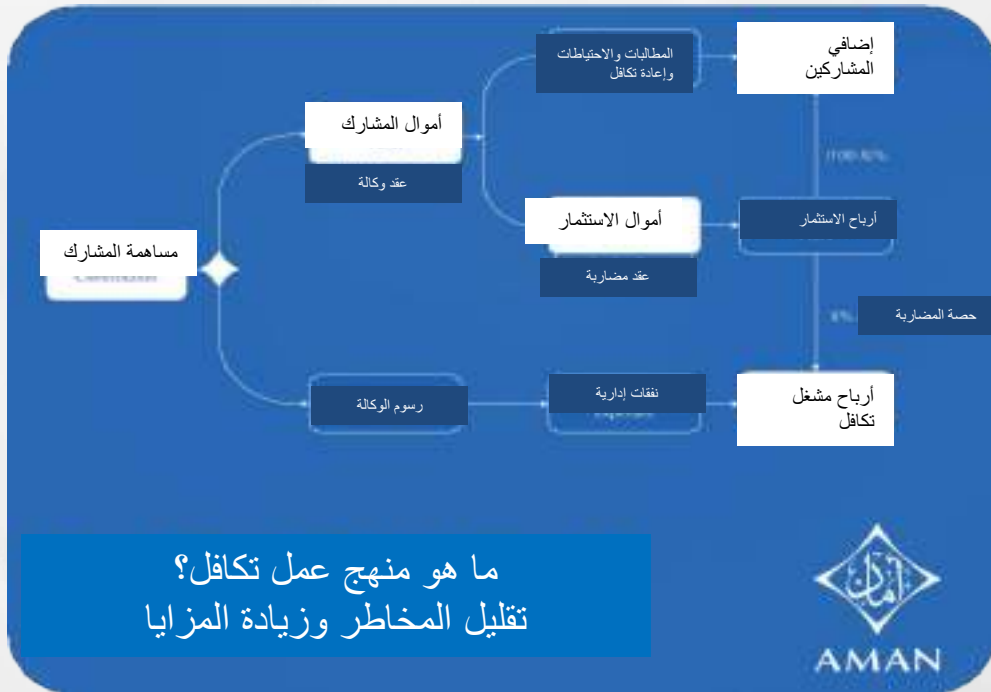 المطالبات والاحتياطات
وإعادة تكافل
إضافي
المشاركين
أموال المشارك
عقد وكالة
أموال الاستثمار
عقد مضاربة
أرباح الاستثمار
مساهمة المشارك
حصة المضاربة
رسوم الوكالة
نفقات إدارية
أرباح مشغل
تكافل
ما هو منهج عمل تكافل؟
تقليل المخاطر وزيادة المزايا
أمان
AMAN